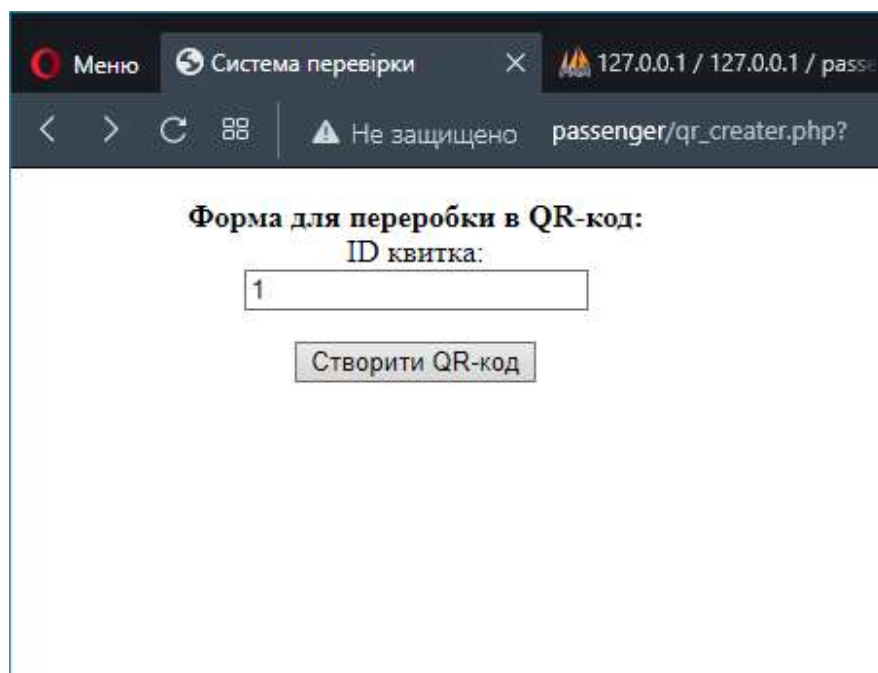 Меню
Система перевірки
127.0.0.1 / 127.0.0.1 / passe
Не защищено
passenger/qr_creater.php?
Форма для переробки в QR-код:
ID квитка:
1
Створити QR-код